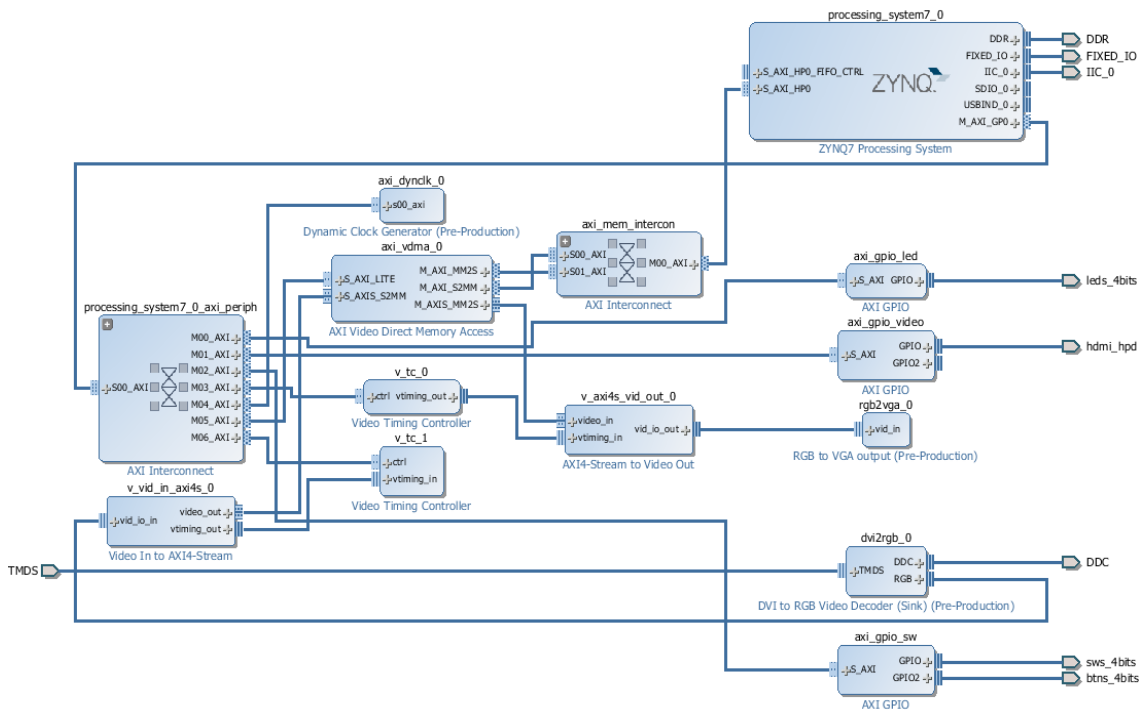 processing_system7_0
S_AXI_HP0_FIFO_CTRL
S_AXI_HP0
ZYNQ.
DDR
FIXED_IO
IIC_0
SDIO_0
USBIND_0
M_AXI_GP0
DDR
FIXED_IO
IIC_0
ZYNQ7 Processing System
axi_dynclk_0
s00_axi
Dynamic Clock Generator (Pre-Production)
axi_vdma_0
S_AXI_LITE
S_AXIS_S2MM
M_AXI_MM2S
M_AXI_S2MM
M_AXIS_MM2S
AXI Video Direct Memory Access
axi_mem_intercon
S00_AXI
S01_AXI
M00_AXI
AXI Interconnect
axi_gpio_led
S_AXI
GPIO
AXI GPIO
leds_4bits
axi_gpio_video
S_AXI
GPIO
GPIO2
AXI GPIO
hdmi_hpd
processing_system7_0_axi_periph
S00_AXI
M00_AXI
M01_AXI
M02_AXI
M03_AXI
M04_AXI
M05_AXI
M06_AXI
AXI Interconnect
v_tc_0
ctrl
vtiming_out
Video Timing Controller
v_axi4s_vid_out_0
video_in
vtiming_in
vid_io_out
AXI4-Stream to Video Out
rgb2vga_0
vid_in
RGB to VGA output (Pre-Production)
v_tc_1
ctrl
vtiming_in
Video Timing Controller
v_vid_in_axi4s_0
vid_io_in
video_out
vtiming_out
Video In to AXI4-Stream
TMDS
dvi2rgb_0
TMDS
DDC
RGB
DVI to RGB Video Decoder (Sink) (Pre-Production)
DDC
axi_gpio_sw
S_AXI
GPIO
GPIO2
AXI GPIO
sws_4bits
btns_4bits